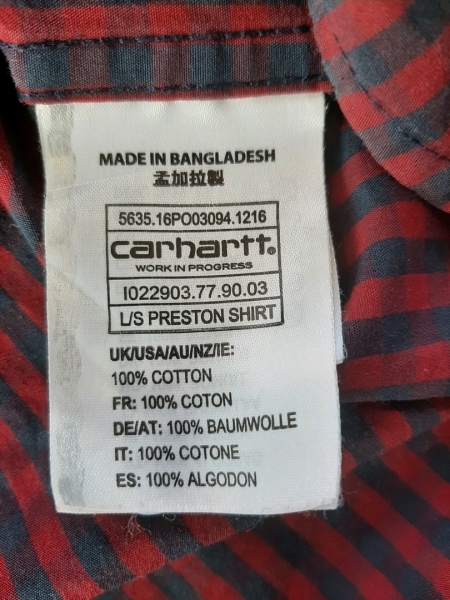 MADE IN BANGLADESH
孟加拉製
5635.16PO03094.1216
carhartt.
WORK IN PROGRESS
I022903.77.90.03
L/S PRESTON SHIRT
UK/USA/AU/NZ/IE:
100% COTTON
FR: 100% COTON
DE/AT: 100% BAUMWOLLE
IT: 100% COTONE
ES: 100% ALGODON